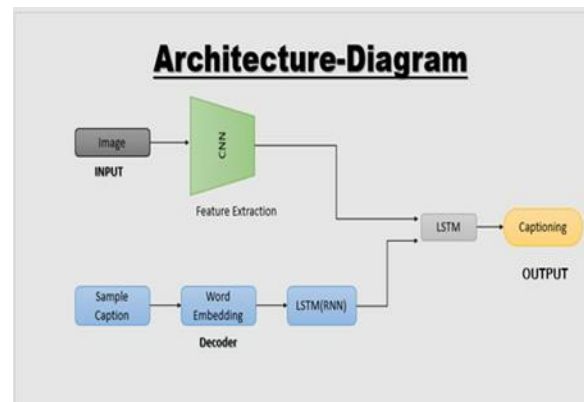 Architecture-Diagram
Image
INPUT
CNN
Feature Extraction
LSTM
Captioning
OUTPUT
Sample
Caption
Word
Embedding
LSTM(RNN)
Decoder